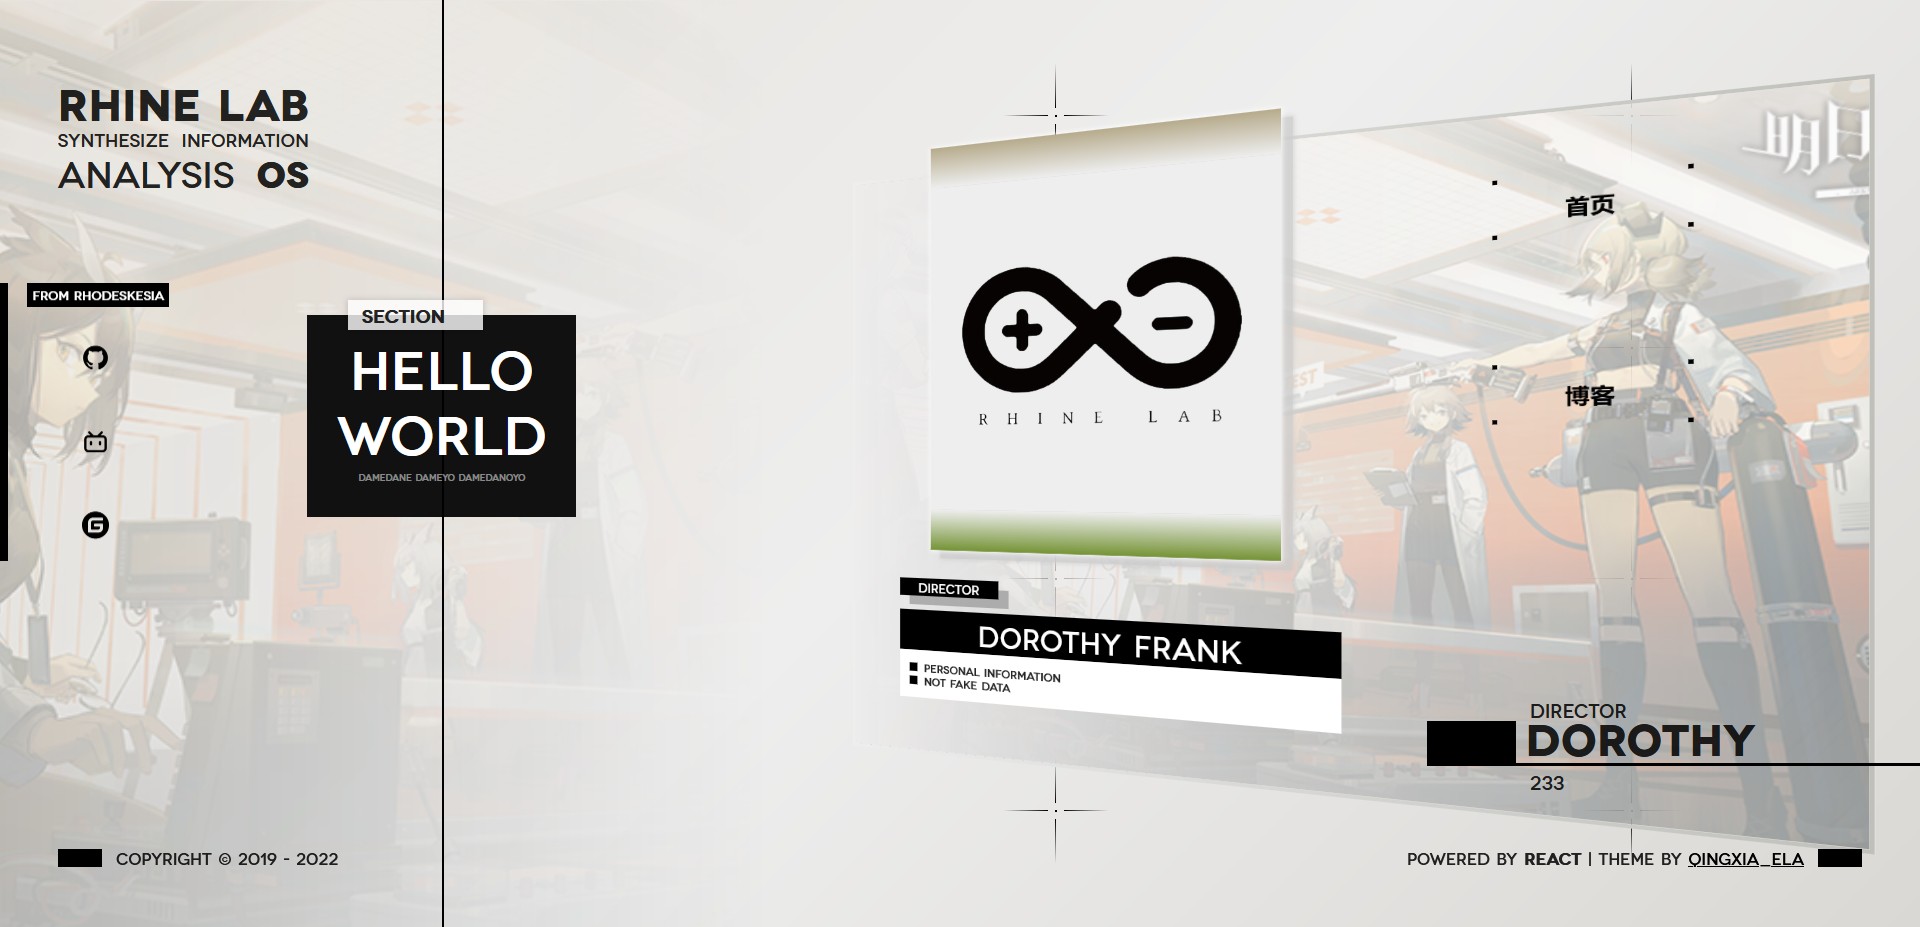 RHINE LAB
SYNTHESIZE INFORMATION
ANALYSIS OS
FROM RHODESKESIA
SECTION
HELLO
WORLD
DAMEDANE DAMEYO DAMEDANOYO
RHINE LAB
DIRECTOR
DOROTHY FRANK
PERSONAL INFORMATION
NOT FAKE DATA
明日
首页
博客
DIRECTOR
DOROTHY
233
COPYRIGHT © 2019 - 2022
POWERED BY REACT | THEME BY QINGXIA_ELA